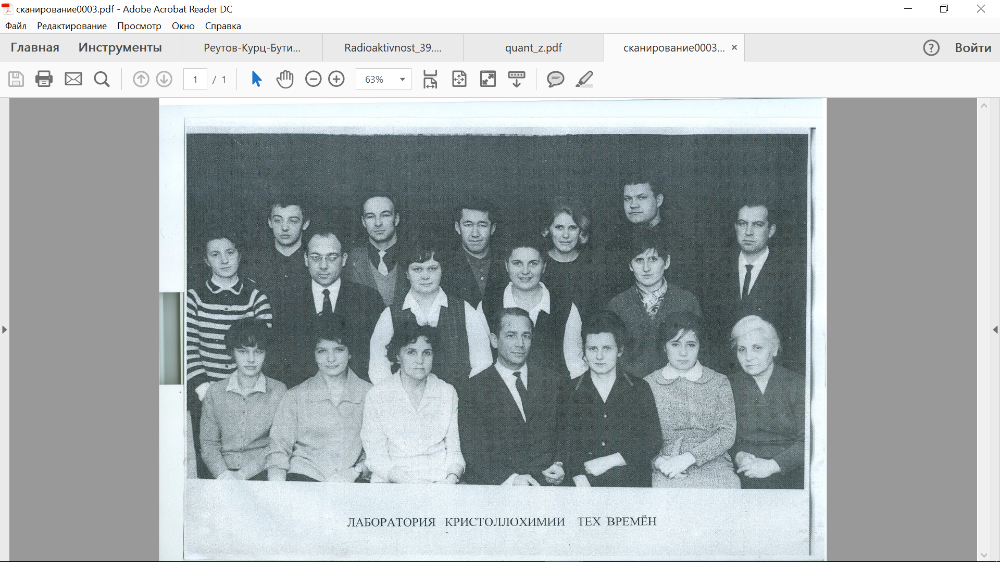 сканирование0003.pdf - Adobe Acrobat Reader DC
Файл Редактирование Просмотр Окно Справка
Главная Инструменты Реутов-Курц-Бути... Radioaktivnost_39.... quant_z.pdf сканирование0003... × ? Войти
1 / 1 63%
ЛАБОРАТОРИЯ КРИСТОЛЛОХИМИИ ТЕХ ВРЕМЁН